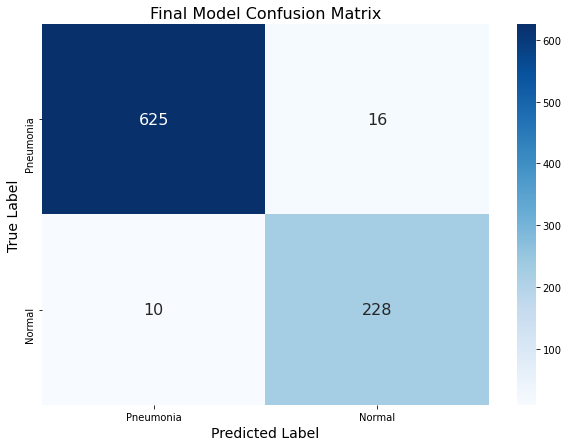 Final Model Confusion Matrix
True Label
Pneumonia
625
16
Normal
10
228
Pneumonia
Normal
Predicted Label
600
500
400
300
200
100